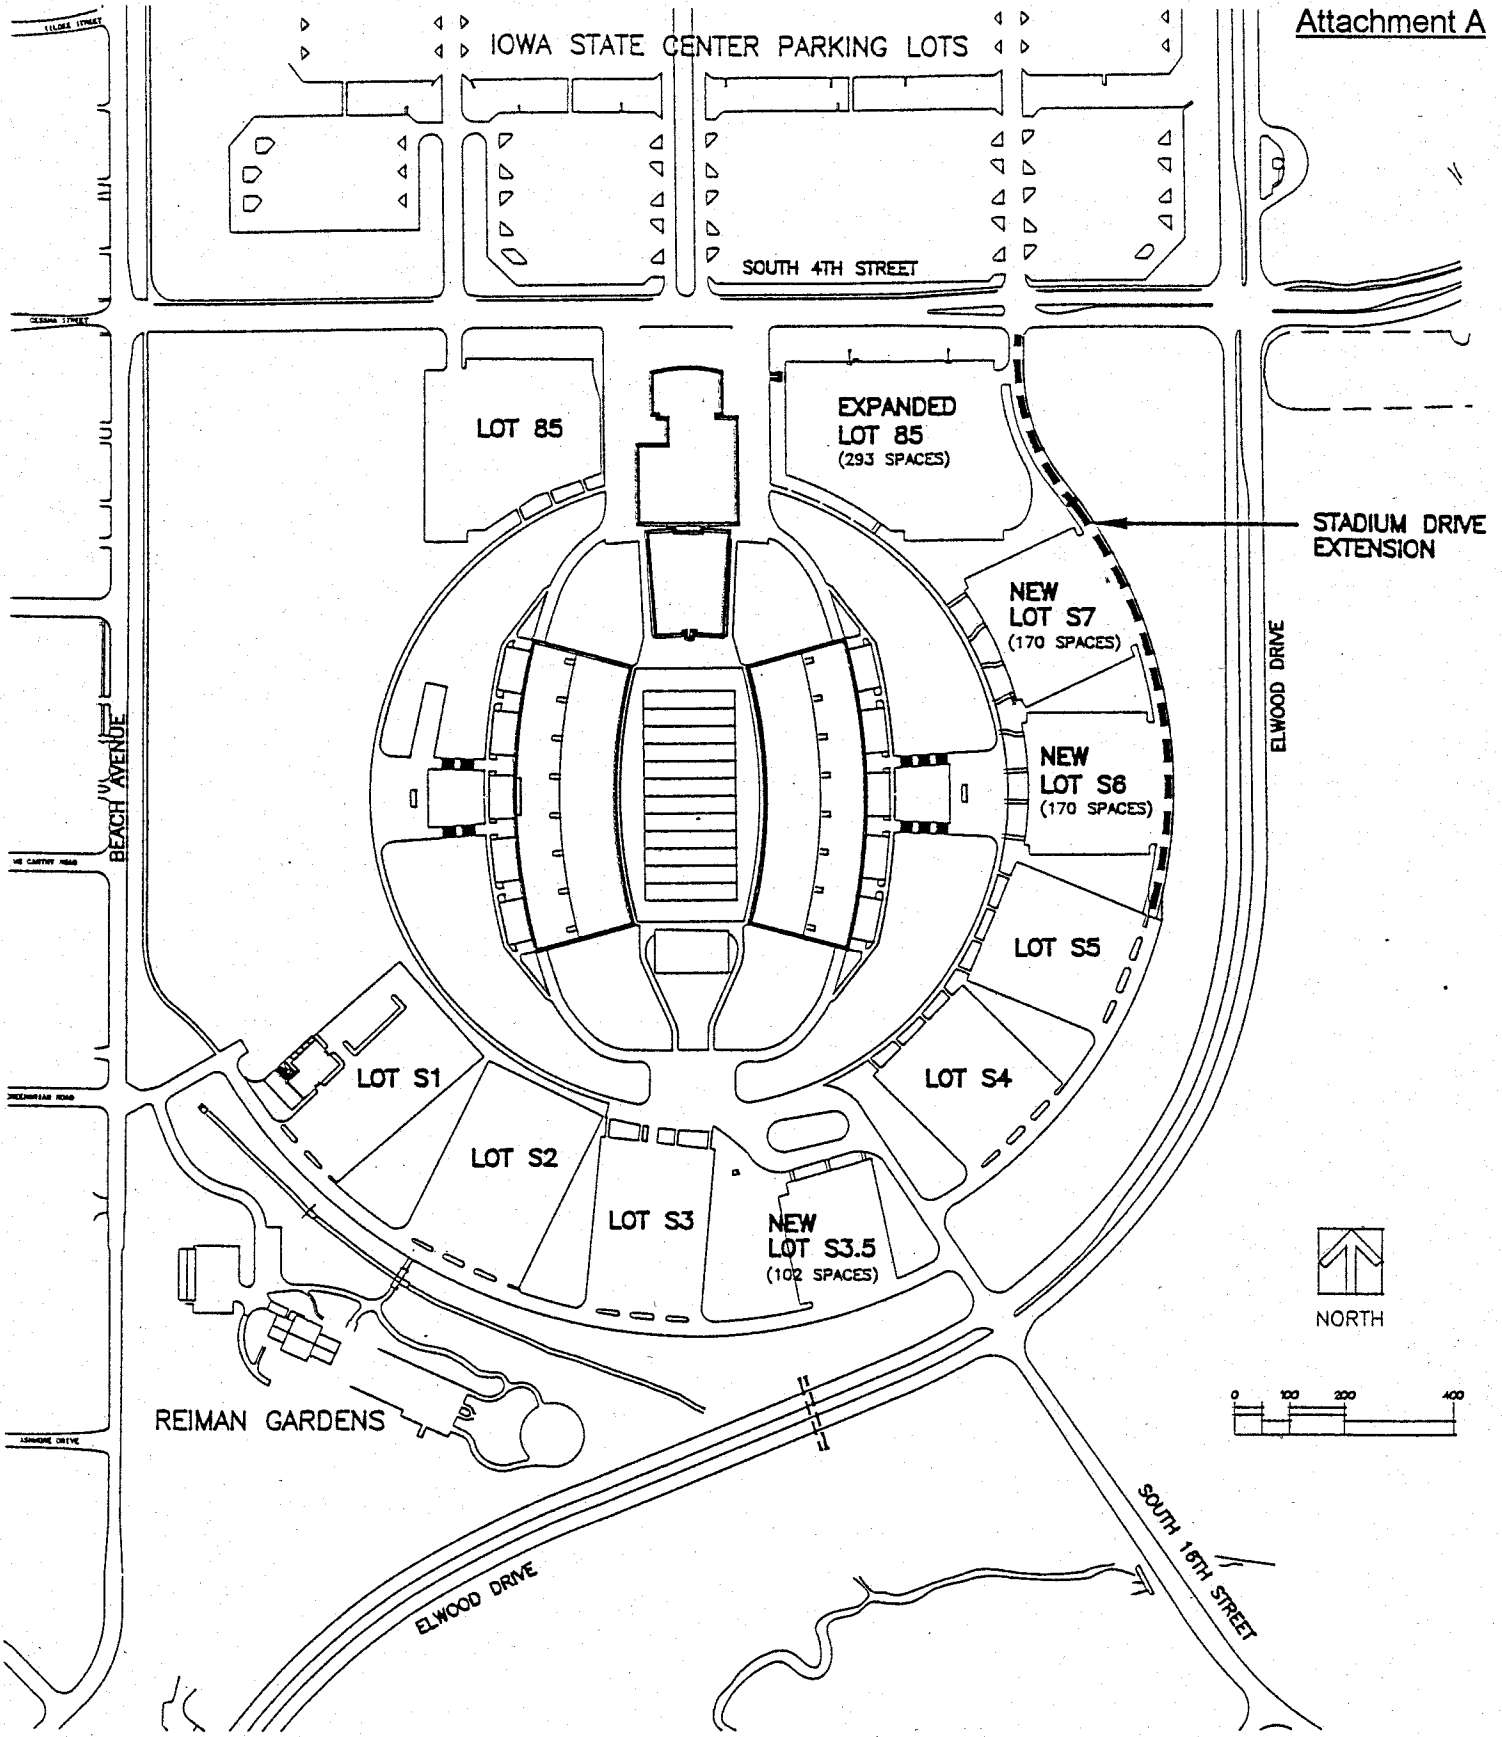 Attachment A
IOWA STATE CENTER PARKING LOTS
SOUTH 4TH STREET
LOT 85
EXPANDED
LOT 85
(293 SPACES)
STADIUM DRIVE
EXTENSION
NEW
LOT S7
(170 SPACES)
ELWOOD DRIVE
BEACH AVENUE
NEW
LOT S6
(170 SPACES)
LOT S5
LOT S4
LOT S1
LOT S2
LOT S3
NEW
LOT S3.5
(102 SPACES)
NORTH
0 100 200 400
REIMAN GARDENS
ASHMORE DRIVE
ELWOOD DRIVE
SOUTH 16TH STREET